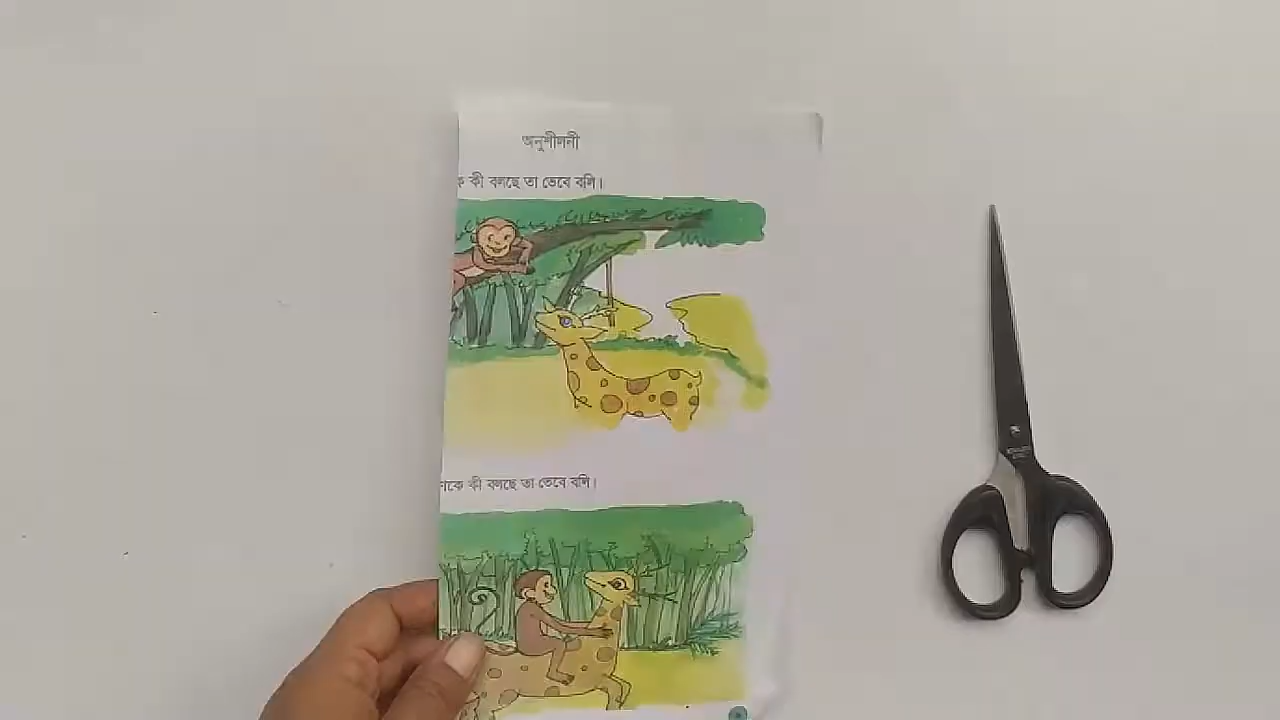 অনুশীলনী
কী বলছে তা ভেবে বলি।
কী বলছে তা ভেবে বলি।